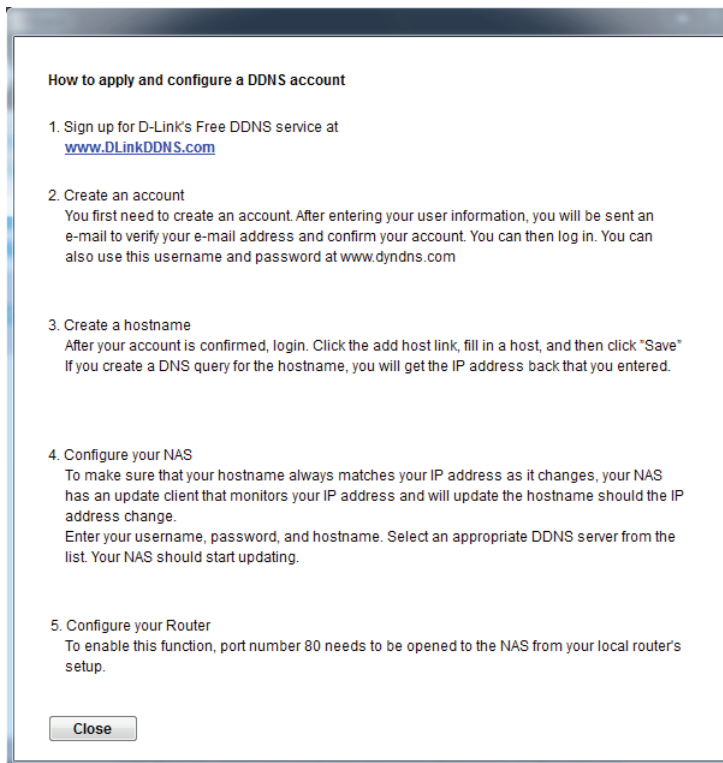 How to apply and configure a DDNS account
1. Sign up for D-Link's Free DDNS service at
www.DLinkDDNS.com
2. Create an account
You first need to create an account. After entering your user information, you will be sent an
e-mail to verify your e-mail address and confirm your account. You can then log in. You can
also use this username and password at www.dyndns.com
3. Create a hostname
After your account is confirmed, login. Click the add host link, fill in a host, and then click "Save"
If you create a DNS query for the hostname, you will get the IP address back that you entered.
4. Configure your NAS
To make sure that your hostname always matches your IP address as it changes, your NAS
has an update client that monitors your IP address and will update the hostname should the IP
address change.
Enter your username, password, and hostname. Select an appropriate DDNS server from the
list. Your NAS should start updating.
5. Configure your Router
To enable this function, port number 80 needs to be opened to the NAS from your local router's
setup.
Close